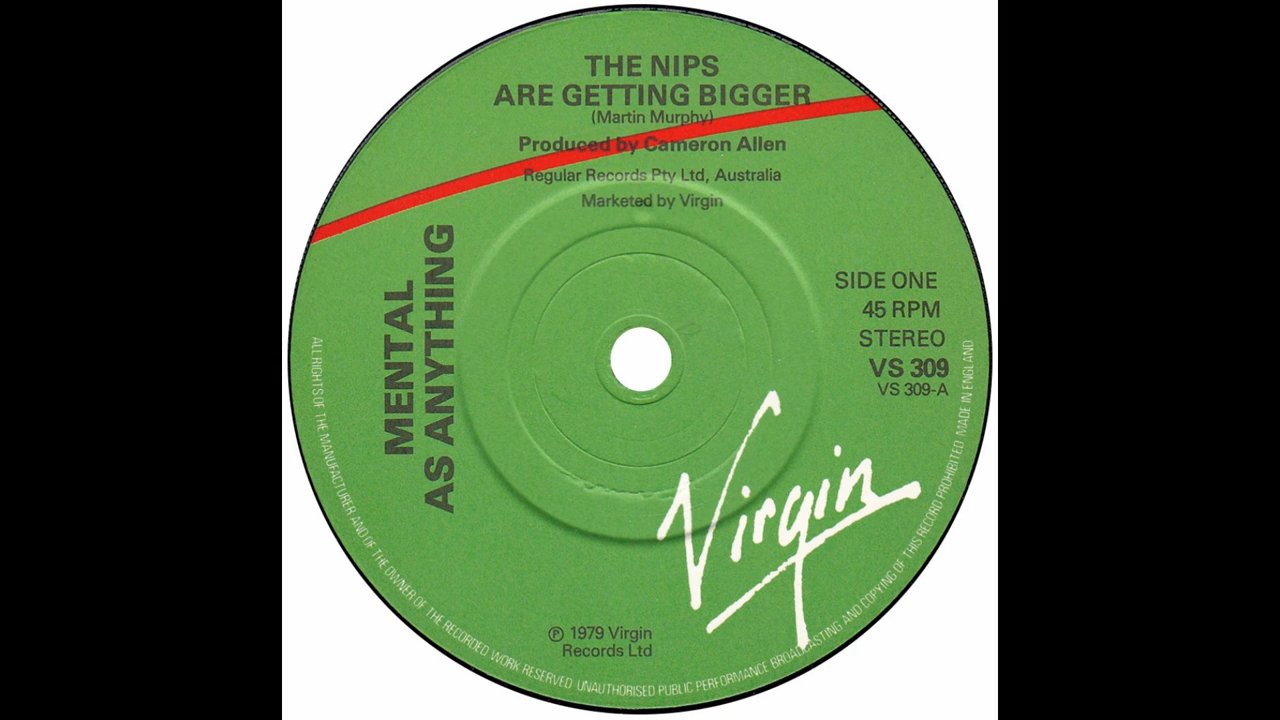 THE NIPS
ARE GETTING BIGGER
(Martin Murphy)
Produced by Cameron Allen
Regular Records Pty Ltd, Australia
Marketed by Virgin
MENTAL
AS ANYTHING
SIDE ONE
45 RPM
STEREO
VS 309
VS 309-A
Virgin
℗ 1979 Virgin
Records Ltd
ALL RIGHTS OF THE MANUFACTURER AND OF THE OWNER OF THE RECORDED WORK RESERVED. UNAUTHORISED PUBLIC PERFORMANCE BROADCASTING AND COPYING OF THIS RECORD PROHIBITED. MADE IN ENGLAND